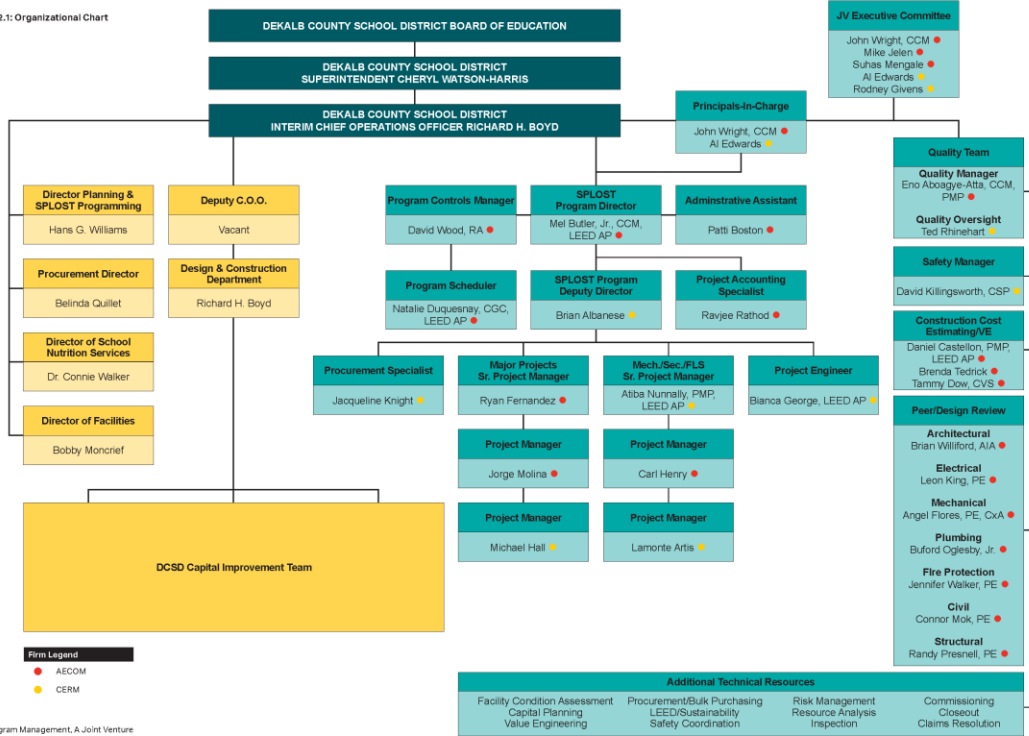 2.1: Organizational Chart
DEKALB COUNTY SCHOOL DISTRICT BOARD OF EDUCATION
DEKALB COUNTY SCHOOL DISTRICT
SUPERINTENDENT CHERYL WATSON-HARRIS
DEKALB COUNTY SCHOOL DISTRICT
INTERIM CHIEF OPERATIONS OFFICER RICHARD H. BOYD
JV Executive Committee
John Wright, CCM
Mike Jelen
Suhas Mengale
Al Edwards
Rodney Givens
Principals-In-Charge
John Wright, CCM
Al Edwards
Director Planning &
SPLOST Programming
Hans G. Williams
Deputy C.O.O.
Vacant
Program Controls Manager
David Wood, RA
SPLOST
Program Director
Mel Butler, Jr., CCM,
LEED AP
Adminstrative Assistant
Patti Boston
Quality Team
Quality Manager
Eno Aboagye-Atta, CCM,
PMP
Quality Oversight
Ted Rhinehart
Procurement Director
Belinda Quillet
Design & Construction
Department
Richard H. Boyd
Program Scheduler
Natalie Duquesnay, CGC,
LEED AP
SPLOST Program
Deputy Director
Brian Albanese
Project Accounting
Specialist
Ravjee Rathod
Safety Manager
David Killingsworth, CSP
Director of School
Nutrition Services
Dr. Connie Walker
Construction Cost
Estimating/VE
Daniel Castellon, PMP,
LEED AP
Brenda Tedrick
Tammy Dow, CVS
Procurement Specialist
Jacqueline Knight
Major Projects
Sr. Project Manager
Ryan Fernandez
Mech./Sec./FLS
Sr. Project Manager
Atiba Nunnally, PMP,
LEED AP
Project Engineer
Bianca George, LEED AP
Director of Facilities
Bobby Moncrief
Project Manager
Jorge Molina
Project Manager
Carl Henry
Project Manager
Michael Hall
Project Manager
Lamonte Artis
Peer/Design Review
Architectural
Brian Williford, AIA
Electrical
Leon King, PE
Mechanical
Angel Flores, PE, CxA
Plumbing
Buford Oglesby, Jr.
FIre Protection
Jennifer Walker, PE
Civil
Connor Mok, PE
Structural
Randy Presnell, PE
DCSD Capital Improvement Team
Firm Legend
AECOM
CERM
Additional Technical Resources
Facility Condition Assessment
Capital Planning
Value Engineering
Procurement/Bulk Purchasing
LEED/Sustainability
Safety Coordination
Risk Management
Resource Analysis
Inspection
Commissioning
Closeout
Claims Resolution
gram Management, A Joint Venture